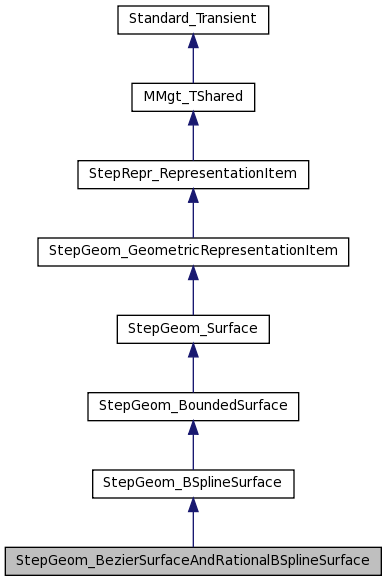 Standard_Transient
MMgt_TShared
StepRepr_RepresentationItem
StepGeom_GeometricRepresentationItem
StepGeom_Surface
StepGeom_BoundedSurface
StepGeom_BSplineSurface
StepGeom_BezierSurfaceAndRationalBSplineSurface